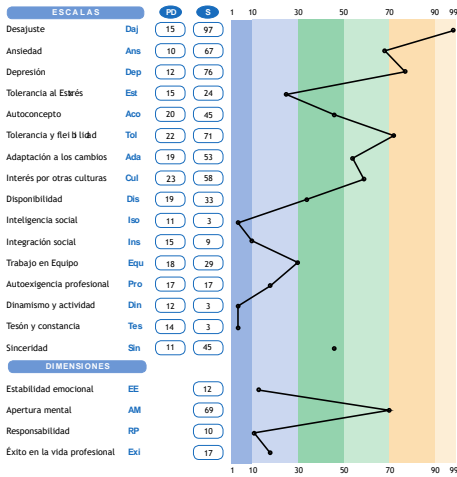 ESCALAS PD S 1 10 30 50 70 90 99
Desajuste Daj 15 97
Ansiedad Ans 10 67
Depresión Dep 12 76
Tolerancia al Estrés Est 15 24
Autoconcepto Aco 20 45
Tolerancia y fleibilidad Tol 22 71
Adaptación a los cambios Ada 19 53
Interés por otras culturas Cul 23 58
Disponibilidad Dis 19 33
Inteligencia social Iso 11 3
Integración social Ins 15 9
Trabajo en Equipo Equ 18 29
Autoexigencia profesional Pro 17 17
Dinamismo y actividad Din 12 3
Tesón y constancia Tes 14 3
Sinceridad Sin 11 45
DIMENSIONES
Estabilidad emocional EE 12
Apertura mental AM 69
Responsabilidad RP 10
Éxito en la vida profesional Exi 17
1 10 30 50 70 90 99